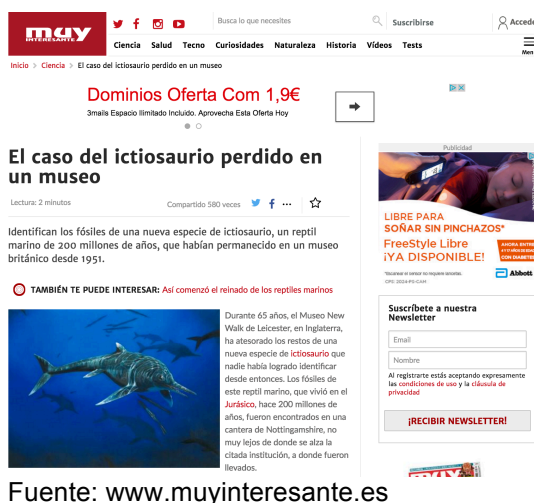 muy
INTERESANTE
Busca lo que necesites
Suscribirse
Ciencia Salud Tecno Curiosidades Naturaleza Historia Vídeos Tests
Inicio > Ciencia > El caso del ictiosaurio perdido en un museo
Dominios Oferta Com 1,9€
3mails Espacio Ilimitado Incluido. Aprovecha Esta Oferta Hoy
El caso del ictiosaurio perdido en
un museo
Lectura: 2 minutos
Compartido 580 veces
Identifican los fósiles de una nueva especie de ictiosaurio, un reptil
marino de 200 millones de años, que habían permanecido en un museo
británico desde 1951.
TAMBIÉN TE PUEDE INTERESAR: Así comenzó el reinado de los reptiles marinos
Durante 65 años, el Museo New
Walk de Leicester, en Inglaterra,
ha atesorado los restos de una
nueva especie de ictiosaurio que
nadie había logrado identificar
desde entonces. Los fósiles de
este reptil marino, que vivió en el
Jurásico, hace 200 millones de
años, fueron encontrados en una
cantera de Nottingamshire, no
muy lejos de donde se alza la
citada institución, a donde fueron
llevados.
Publicidad
LIBRE PARA
SOÑAR SIN PINCHAZOS*
FreeStyle Libre
¡YA DISPONIBLE!
AHORA ENTRE
CON DIABETES
Abbott
Suscríbete a nuestra
Newsletter
Email
Nombre
Al registrarte estás aceptando expresamente
las condiciones de uso y la cláusula de
privacidad
¡RECIBIR NEWSLETTER!
Fuente: www.muyinteresante.es